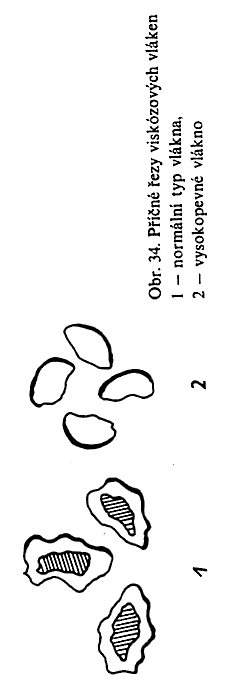 Obr. 34. Příčné řezy viskózových vláken
1 – normální typ vlákna,
2 – vysokopevné vlákno
1
2